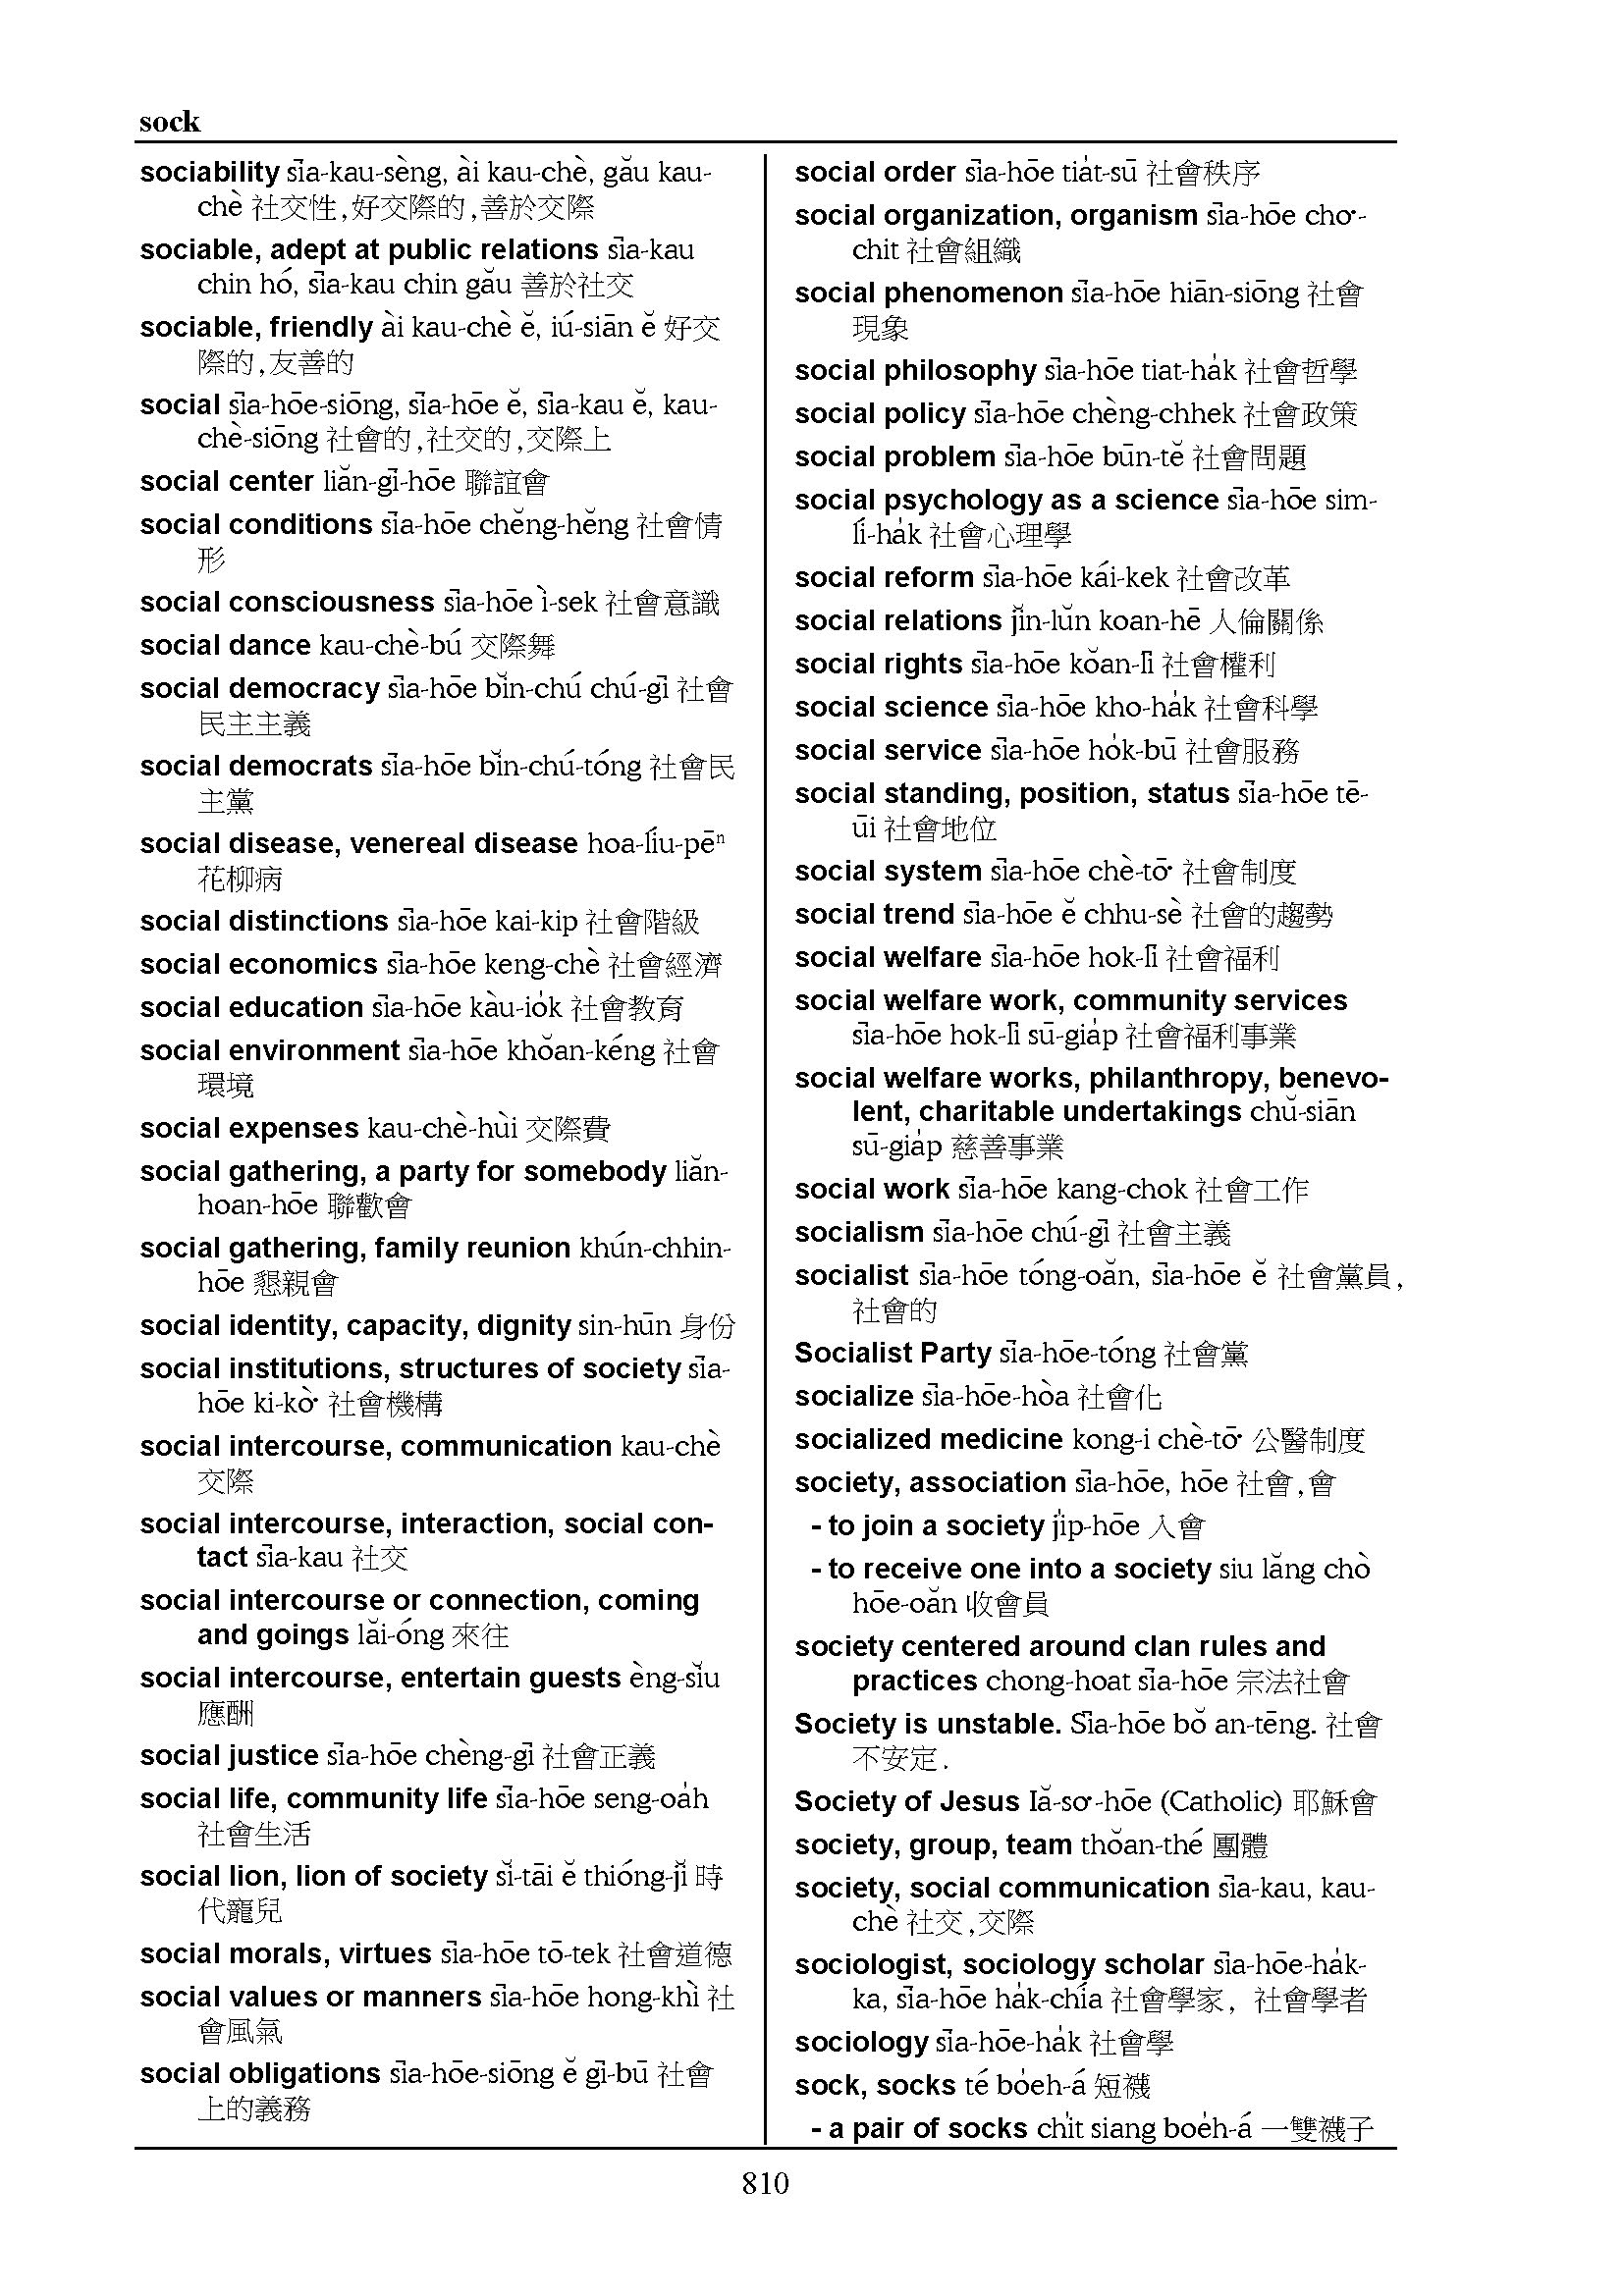 sock
sociability sīa-kau-sèng, ài kau-chè, gău kau-
chè 社交性,好交際的,善於交際
sociable, adept at public relations sīa-kau
chin hó, sīa-kau chin gău 善於社交
sociable, friendly ài kau-chè ĕ, iú-siān ĕ 好交
際的,友善的
social sīa-hōe-siōng, sīa-hōe ĕ, sīa-kau ĕ, kau-
chè-siōng 社會的,社交的,交際上
social center liăn-gī-hōe 聯誼會
social conditions sīa-hōe chĕng-hĕng 社會情
形
social consciousness sīa-hōe ì-sek 社會意識
social dance kau-chè-bú 交際舞
social democracy sīa-hōe bĭn-chú chú-gī 社會
民主主義
social democrats sīa-hōe bĭn-chú-tóng 社會民
主黨
social disease, venereal disease hoa-líu-pēⁿ
花柳病
social distinctions sīa-hōe kai-kip 社會階級
social economics sīa-hōe keng-chè 社會經濟
social education sīa-hōe kàu-io̍k 社會教育
social environment sīa-hōe khŏan-kéng 社會
環境
social expenses kau-chè-hùi 交際費
social gathering, a party for somebody liăn-
hoan-hōe 聯歡會
social gathering, family reunion khún-chhin-
hōe 懇親會
social identity, capacity, dignity sin-hūn 身份
social institutions, structures of society sīa-
hōe ki-kò͘ 社會機構
social intercourse, communication kau-chè
交際
social intercourse, interaction, social con-
tact sīa-kau 社交
social intercourse or connection, coming
and goings lăi-óng 來往
social intercourse, entertain guests èng-sĭu
應酬
social justice sīa-hōe chèng-gī 社會正義
social life, community life sīa-hōe seng-oa̍h
社會生活
social lion, lion of society sĭ-tāi ĕ thióng-jĭ 時
代寵兒
social morals, virtues sīa-hōe tō-tek 社會道德
social values or manners sīa-hōe hong-khì 社
會風氣
social obligations sīa-hōe-siōng ĕ gī-bū 社會
上的義務
social order sīa-hōe tia̍t-sū 社會秩序
social organization, organism sīa-hōe cho͘-
chit 社會組織
social phenomenon sīa-hōe hiān-siōng 社會
現象
social philosophy sīa-hōe tiat-ha̍k 社會哲學
social policy sīa-hōe chèng-chhek 社會政策
social problem sīa-hōe būn-tĕ 社會問題
social psychology as a science sīa-hōe sim-
lí-ha̍k 社會心理學
social reform sīa-hōe kái-kek 社會改革
social relations jĭn-lŭn koan-hē 人倫關係
social rights sīa-hōe kŏan-lī 社會權利
social science sīa-hōe kho-ha̍k 社會科學
social service sīa-hōe ho̍k-bū 社會服務
social standing, position, status sīa-hōe tē-
ūi 社會地位
social system sīa-hōe chè-tō͘ 社會制度
social trend sīa-hōe ĕ chhu-sè 社會的趨勢
social welfare sīa-hōe hok-lī 社會福利
social welfare work, community services
sīa-hōe hok-lī sū-gia̍p 社會福利事業
social welfare works, philanthropy, benevo-
lent, charitable undertakings chŭ-siān
sū-gia̍p 慈善事業
social work sīa-hōe kang-chok 社會工作
socialism sīa-hōe chú-gī 社會主義
socialist sīa-hōe tóng-oăn, sīa-hōe ĕ 社會黨員,
社會的
Socialist Party sīa-hōe-tóng 社會黨
socialize sīa-hōe-hòa 社會化
socialized medicine kong-i chè-tō͘ 公醫制度
society, association sīa-hōe, hōe 社會,會
- to join a society ji̍p-hōe 入會
- to receive one into a society siu lăng chò
hōe-oăn 收會員
society centered around clan rules and
practices chong-hoat sīa-hōe 宗法社會
Society is unstable. Sīa-hōe bŏ an-tēng. 社會
不安定.
Society of Jesus Iă-so͘-hōe (Catholic) 耶穌會
society, group, team thŏan-thé 團體
society, social communication sīa-kau, kau-
chè 社交,交際
sociologist, sociology scholar sīa-hōe-ha̍k-
ka, sīa-hōe ha̍k-chía 社會學家, 社會學者
sociology sīa-hōe-ha̍k 社會學
sock, socks té bo̍eh-á 短襪
- a pair of socks chi̍t siang boe̍h-á 一雙襪子
810